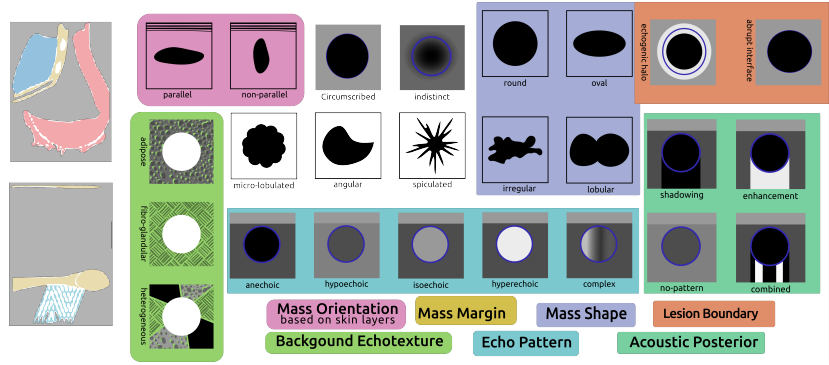 parallel
non-parallel
Circumscribed
indistinct
round
oval
echogenic halo
abrupt interface
adipose
micro-lobulated
angular
spiculated
irregular
lobular
shadowing
enhancement
fibro-glandular
anechoic
hypoechoic
isoechoic
hyperechoic
complex
no-pattern
combined
heterogeneous
Mass Orientation
based on skin layers
Mass Margin
Mass Shape
Lesion Boundary
Backgound Echotexture
Echo Pattern
Acoustic Posterior